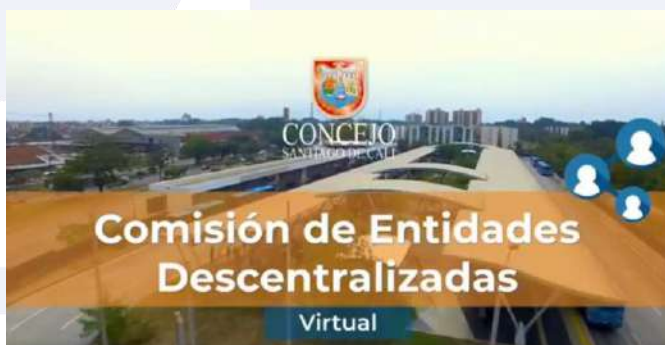 CONCEJO
SANTIAGO DE CALI
Comisión de Entidades
Descentralizadas
Virtual